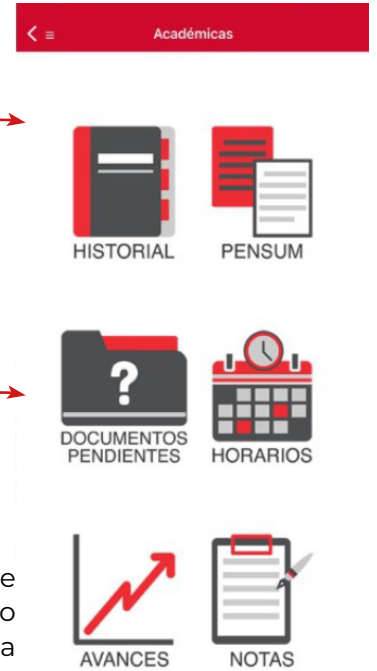 Académicas
HISTORIAL PENSUM
?
DOCUMENTOS
PENDIENTES
HORARIOS
e
o
a
AVANCES NOTAS